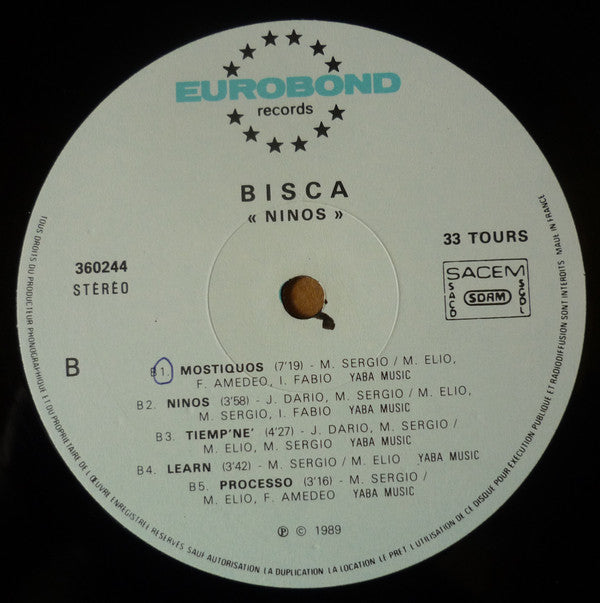 EUROBOND
records
BISCA
« NINOS »
360244
STÉRÉO
33 TOURS
SACEM
SACD
SDRM
SGDL
B
B1. MOSTIQUOS (7'19) - M. SERGIO / M. ELIO,
F. AMEDEO, I. FABIO YABA MUSIC
B2. NINOS (3'58) - J. DARIO, M. SERGIO / M. ELIO,
M. SERGIO, I. FABIO YABA MUSIC
B3. TIEMP'NE' (4'27) - J. DARIO, M. SERGIO /
M. ELIO, M. SERGIO YABA MUSIC
B4. LEARN (3'42) - M. SERGIO / M. ELIO YABA MUSIC
B5. PROCESSO (3'16) - M. SERGIO /
M. ELIO, F. AMEDEO YABA MUSIC
℗ © 1989
TOUS DROITS DU PRODUCTEUR PHONOGRAPHIQUE ET DU PROPRIETAIRE DE L'ŒUVRE ENREGISTREE RESERVES SAUF AUTORISATION LA DUPLICATION LA LOCATION LE PRET L'UTILISATION DE CE DISQUE POUR EXECUTION PUBLIQUE ET RADIODIFFUSION SONT INTERDITS MADE IN FRANCE